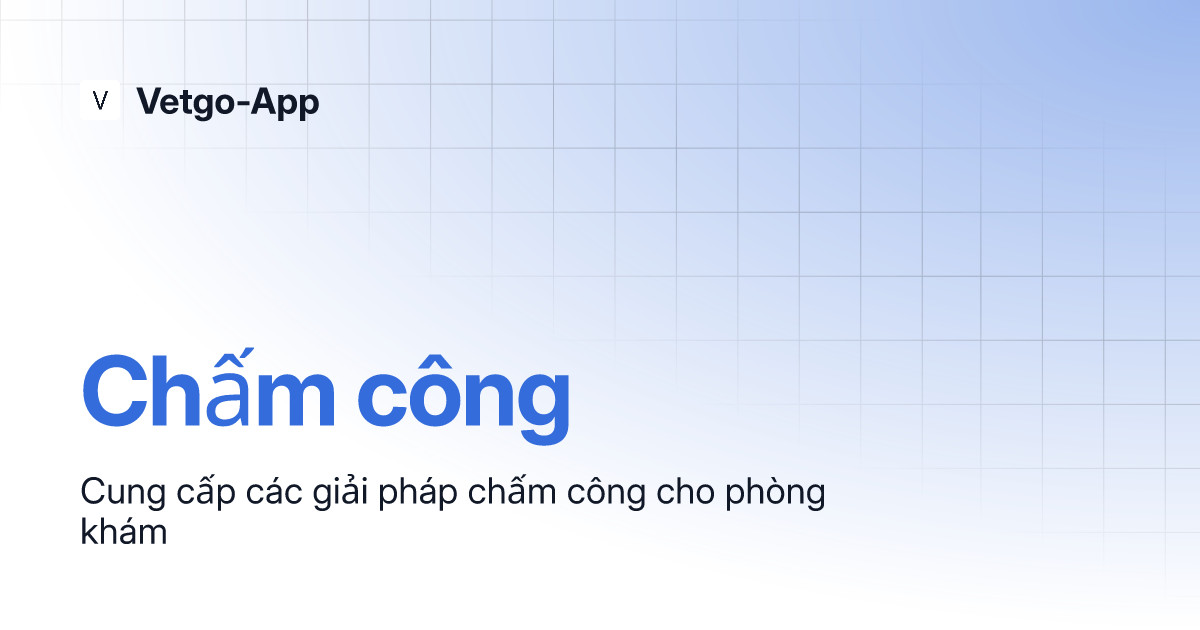 V Vetgo-App
Chấm công
Cung cấp các giải pháp chấm công cho phòng
khám